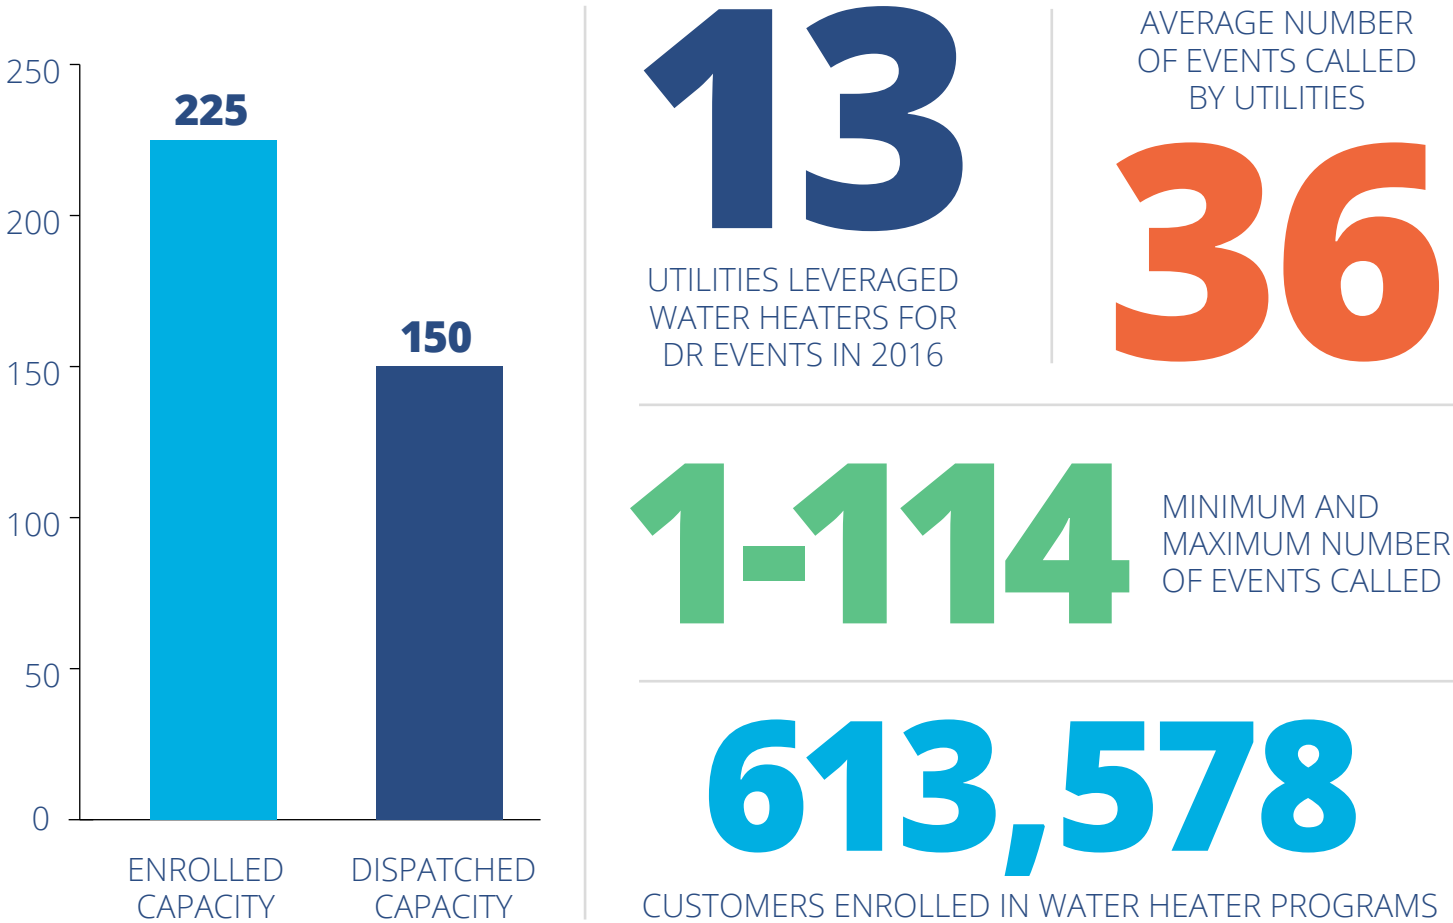 250
200
150
100
50
0
225
150
ENROLLED
CAPACITY
DISPATCHED
CAPACITY
13
UTILITIES LEVERAGED
WATER HEATERS FOR
DR EVENTS IN 2016
AVERAGE NUMBER
OF EVENTS CALLED
BY UTILITIES
36
1-114
MINIMUM AND
MAXIMUM NUMBER
OF EVENTS CALLED
613,578
CUSTOMERS ENROLLED IN WATER HEATER PROGRAMS